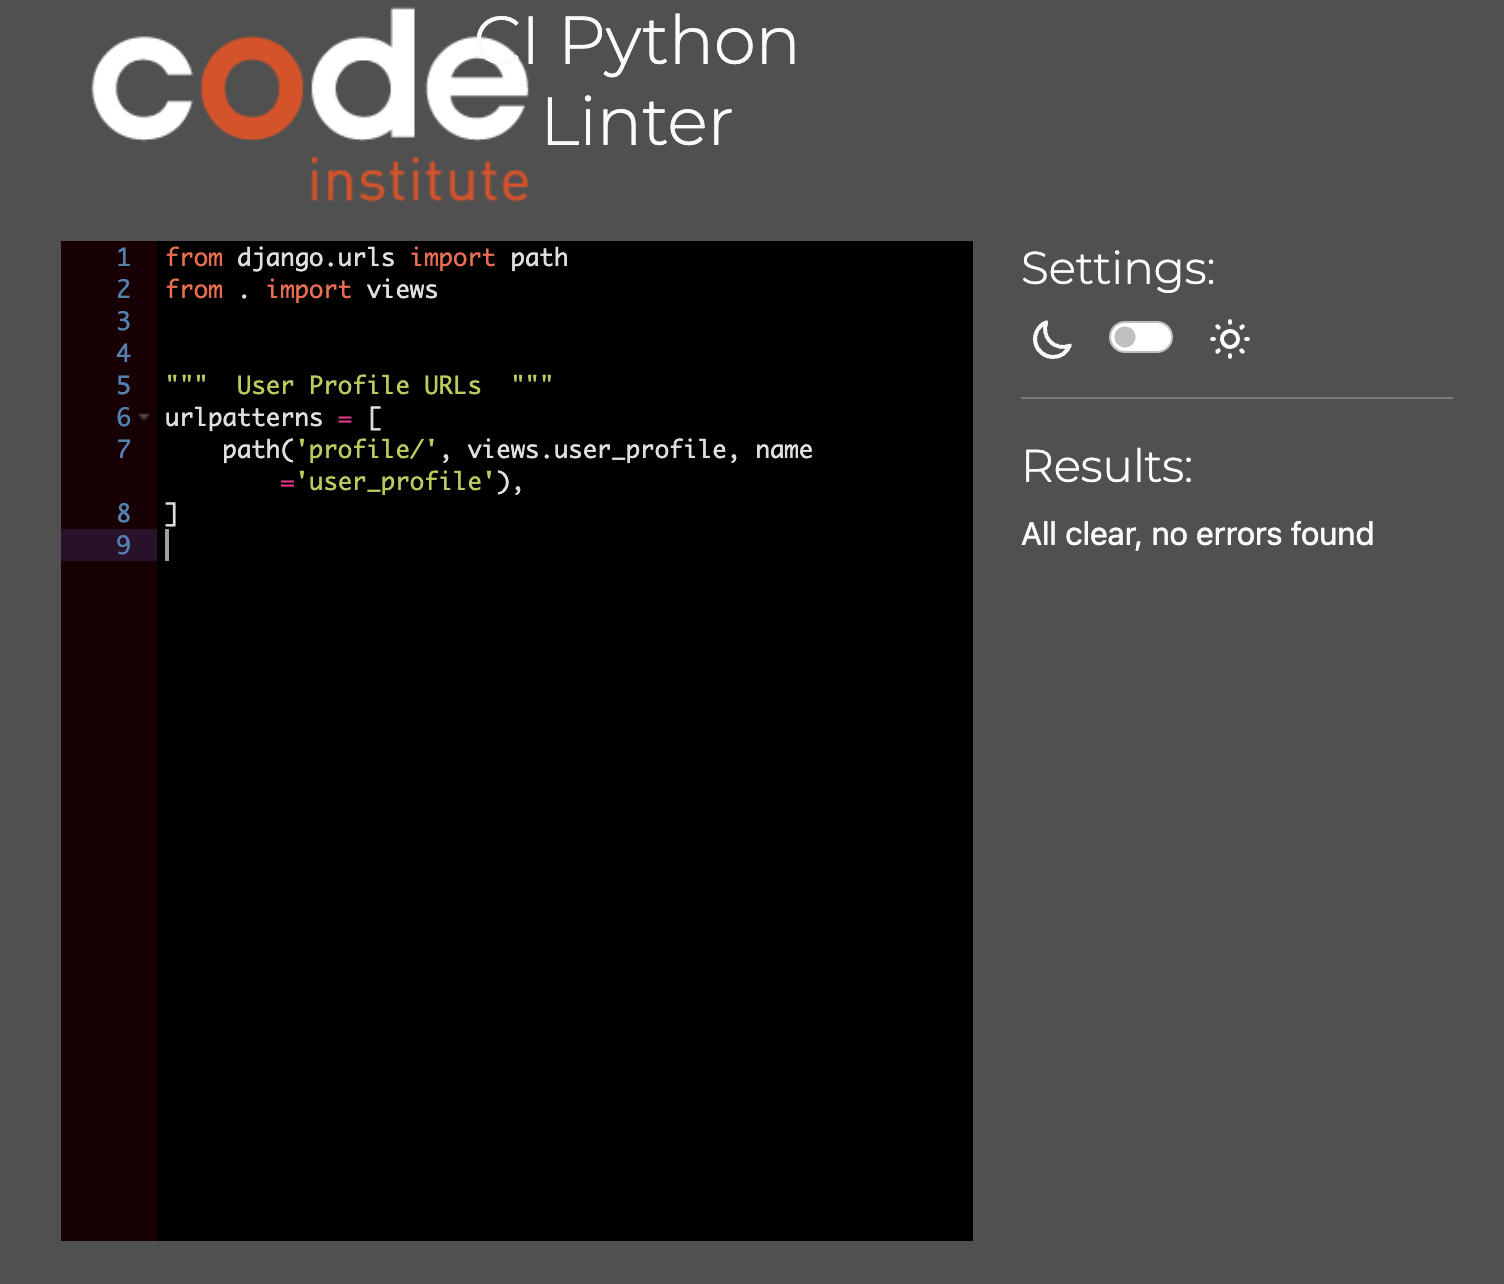 code
institute
CI Python
Linter
1 from django.urls import path
2 from . import views
3
4
5 """  User Profile URLs  """
6 urlpatterns = [
7     path('profile/', views.user_profile, name
='user_profile'),
8 ]
9
Settings:
Results:
All clear, no errors found